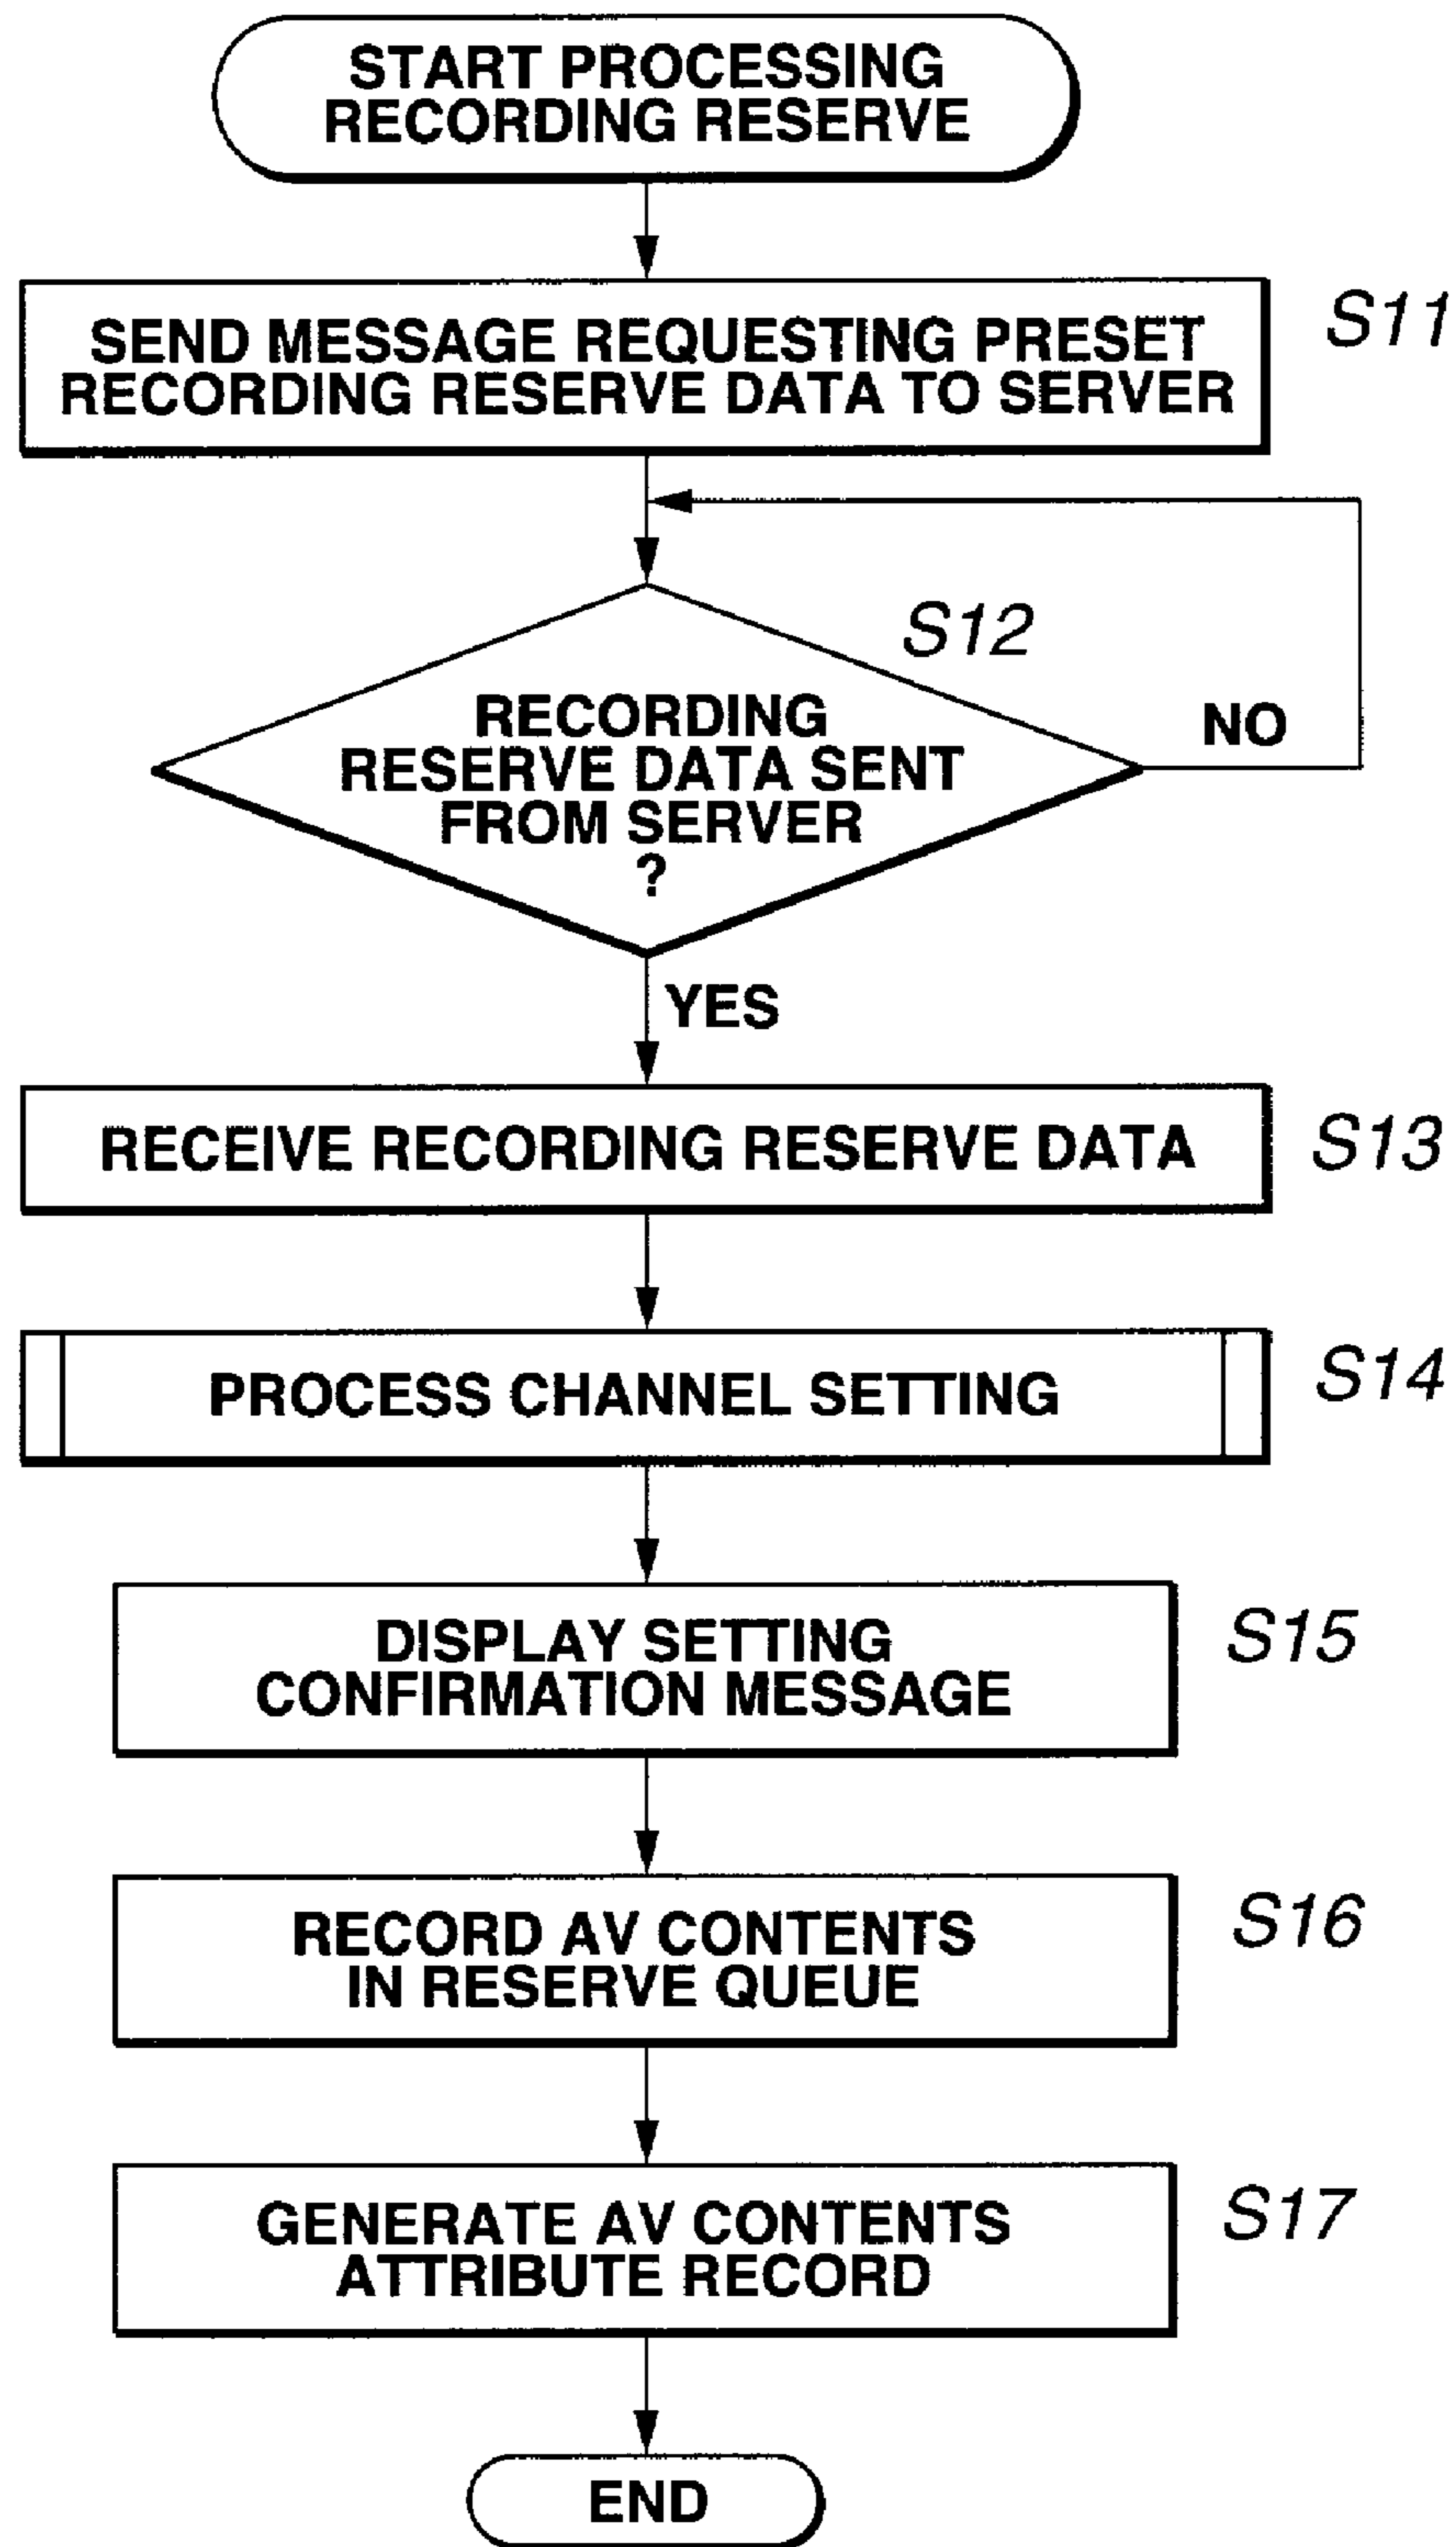 START PROCESSING
RECORDING RESERVE
SEND MESSAGE REQUESTING PRESET
RECORDING RESERVE DATA TO SERVER
S11
S12
RECORDING
RESERVE DATA SENT
FROM SERVER
?
NO
YES
RECEIVE RECORDING RESERVE DATA
S13
PROCESS CHANNEL SETTING
S14
DISPLAY SETTING
CONFIRMATION MESSAGE
S15
RECORD AV CONTENTS
IN RESERVE QUEUE
S16
GENERATE AV CONTENTS
ATTRIBUTE RECORD
S17
END